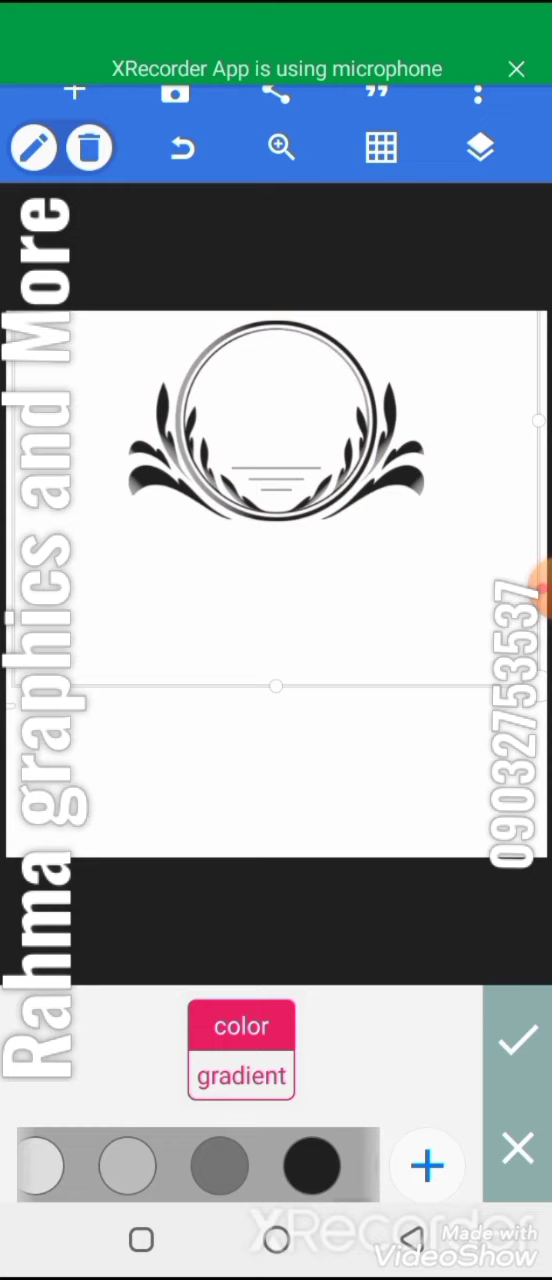 XRecorder App is using microphone
Rahma graphics and More
09032753537
color
gradient
XRecorder
Made with
VideoShow